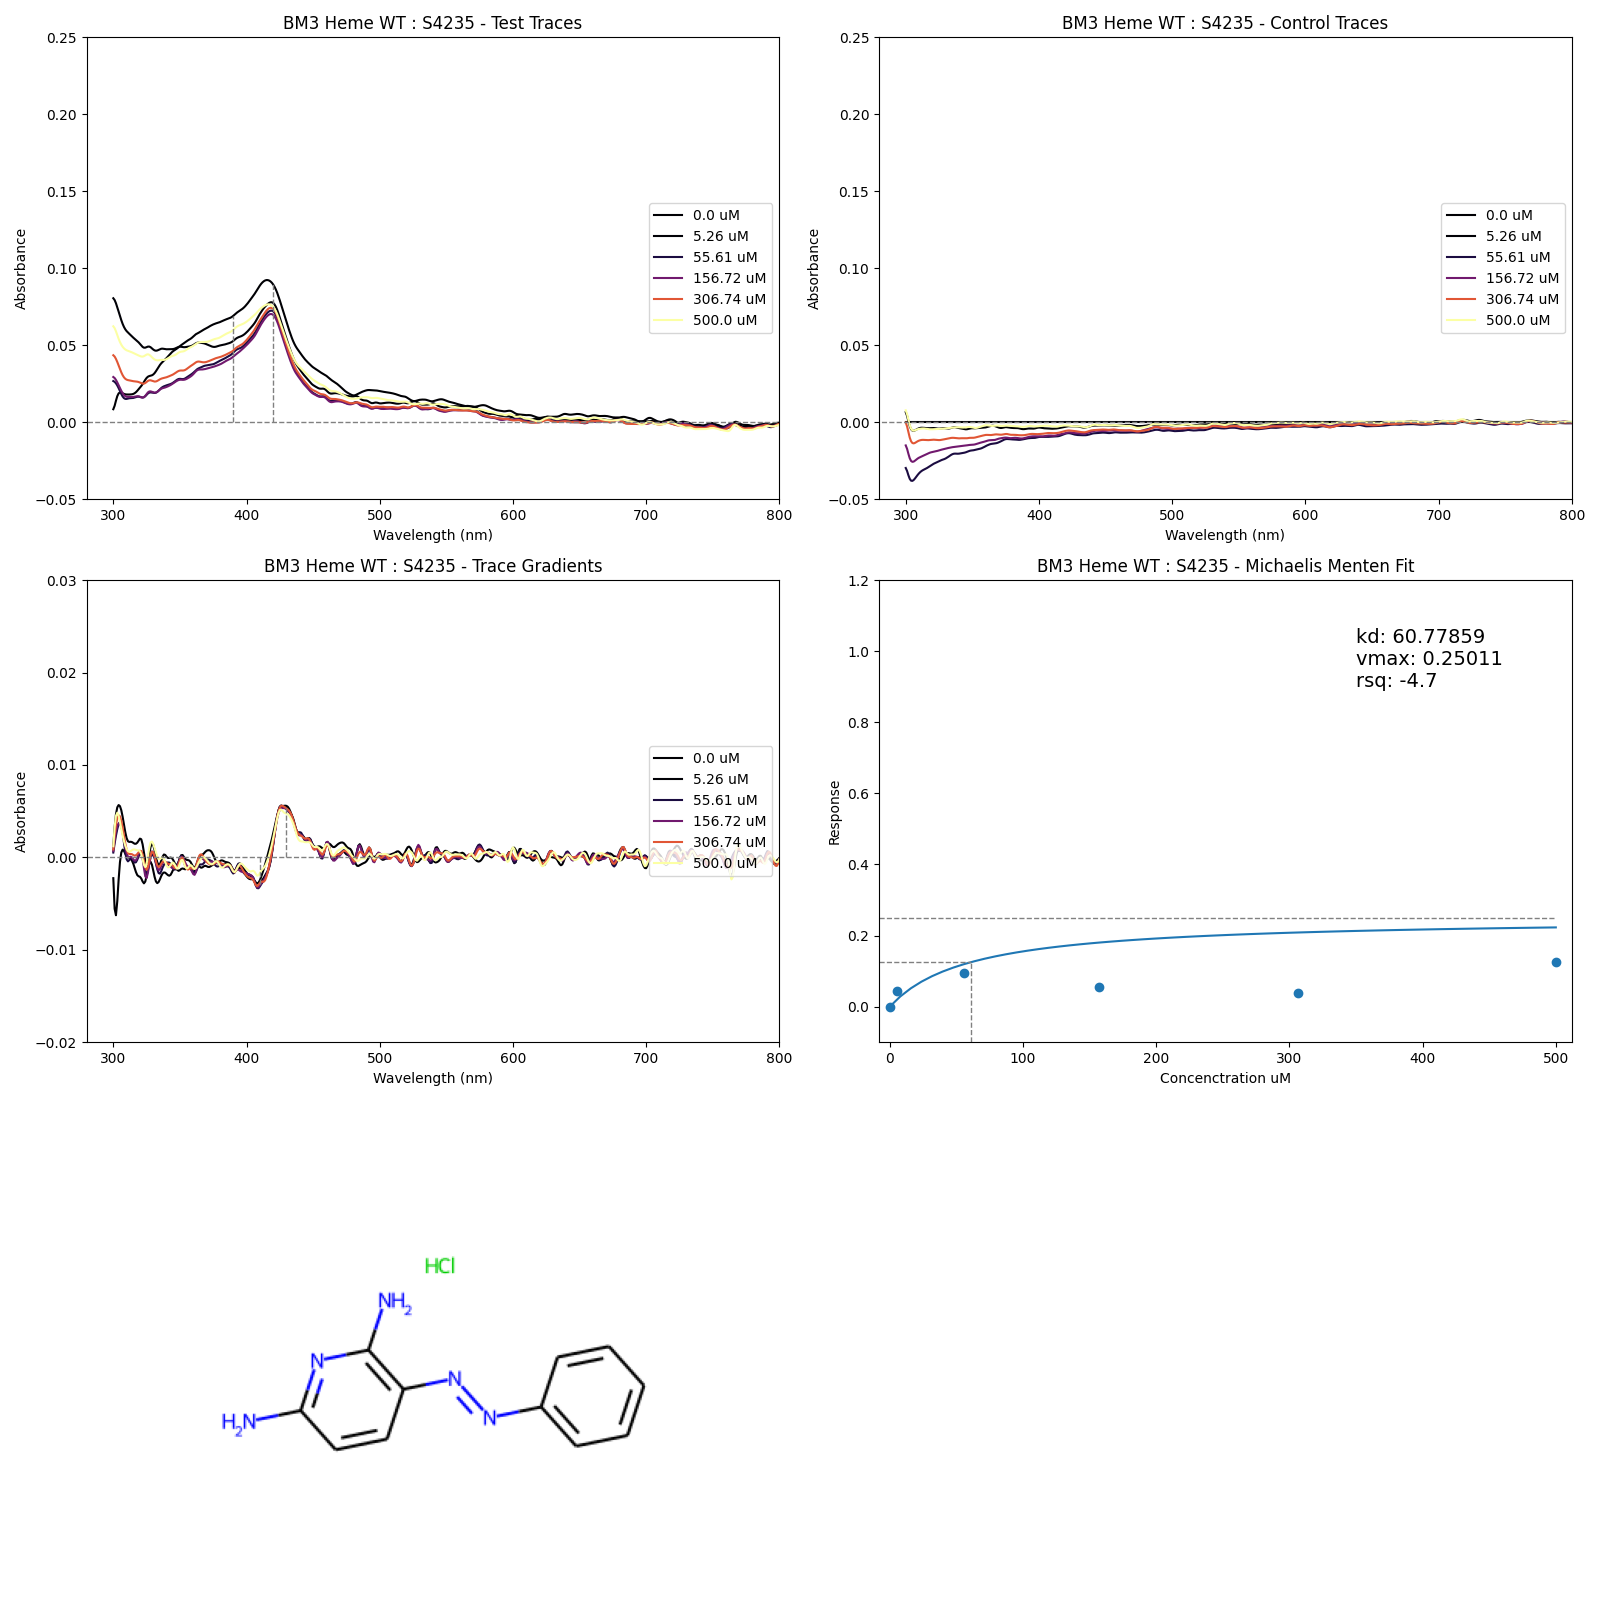 BM3 Heme WT : S4235 - Test Traces
0.25
0.20
0.15
0.10
0.05
0.00
−0.05
Absorbance
300 400 500 600 700 800
Wavelength (nm)
0.0 uM
5.26 uM
55.61 uM
156.72 uM
306.74 uM
500.0 uM
BM3 Heme WT : S4235 - Control Traces
0.25
0.20
0.15
0.10
0.05
0.00
−0.05
Absorbance
300 400 500 600 700 800
Wavelength (nm)
0.0 uM
5.26 uM
55.61 uM
156.72 uM
306.74 uM
500.0 uM
BM3 Heme WT : S4235 - Trace Gradients
0.03
0.02
0.01
0.00
−0.01
−0.02
Absorbance
300 400 500 600 700 800
Wavelength (nm)
0.0 uM
5.26 uM
55.61 uM
156.72 uM
306.74 uM
500.0 uM
BM3 Heme WT : S4235 - Michaelis Menten Fit
1.2
1.0
0.8
0.6
0.4
0.2
0.0
Response
0 100 200 300 400 500
Concenctration uM
kd: 60.77859
vmax: 0.25011
rsq: -4.7
HCl
NH2
N
N
N
H2N